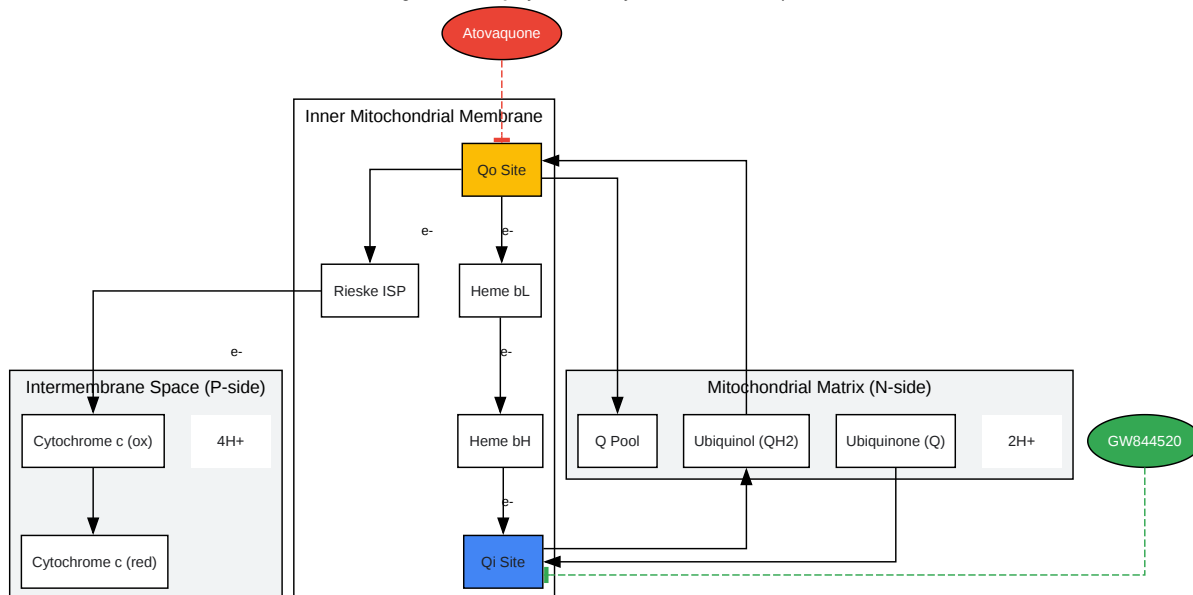 Atovaquone
Inner Mitochondrial Membrane
Qo Site
e-
e-
Rieske ISP
Heme bL
e-
e-
Intermembrane Space (P-side)
Mitochondrial Matrix (N-side)
Cytochrome c (ox)
4H+
Heme bH
Q Pool
Ubiquinol (QH2)
Ubiquinone (Q)
2H+
GW844520
e-
Cytochrome c (red)
Qi Site